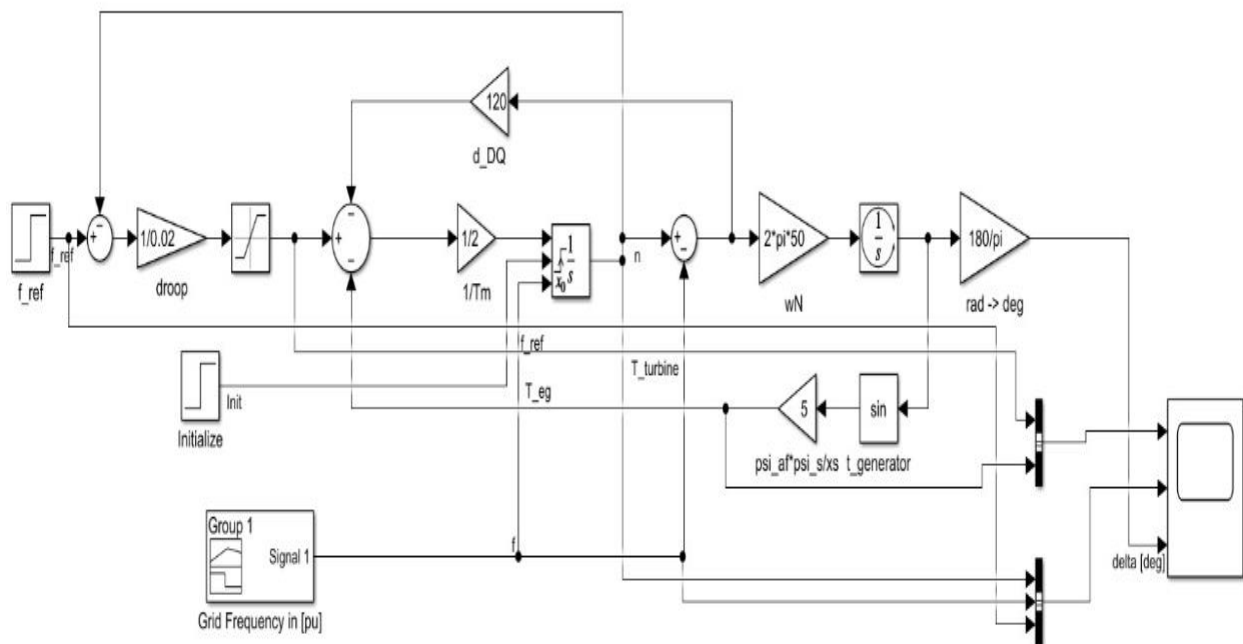 120
d_DQ
+
-
1/0.02
-
+
-
1/2
1
s
x0
+
-
2*pi*50
1
s
180/pi
f_ref
f_ref
droop
1/Tm
n
wN
rad -> deg
f_ref
T_turbine
Init
Initialize
T_eg
5
sin
psi_af*psi_s/xs t_generator
Group 1
Signal 1
f
delta [deg]
Grid Frequency in [pu]